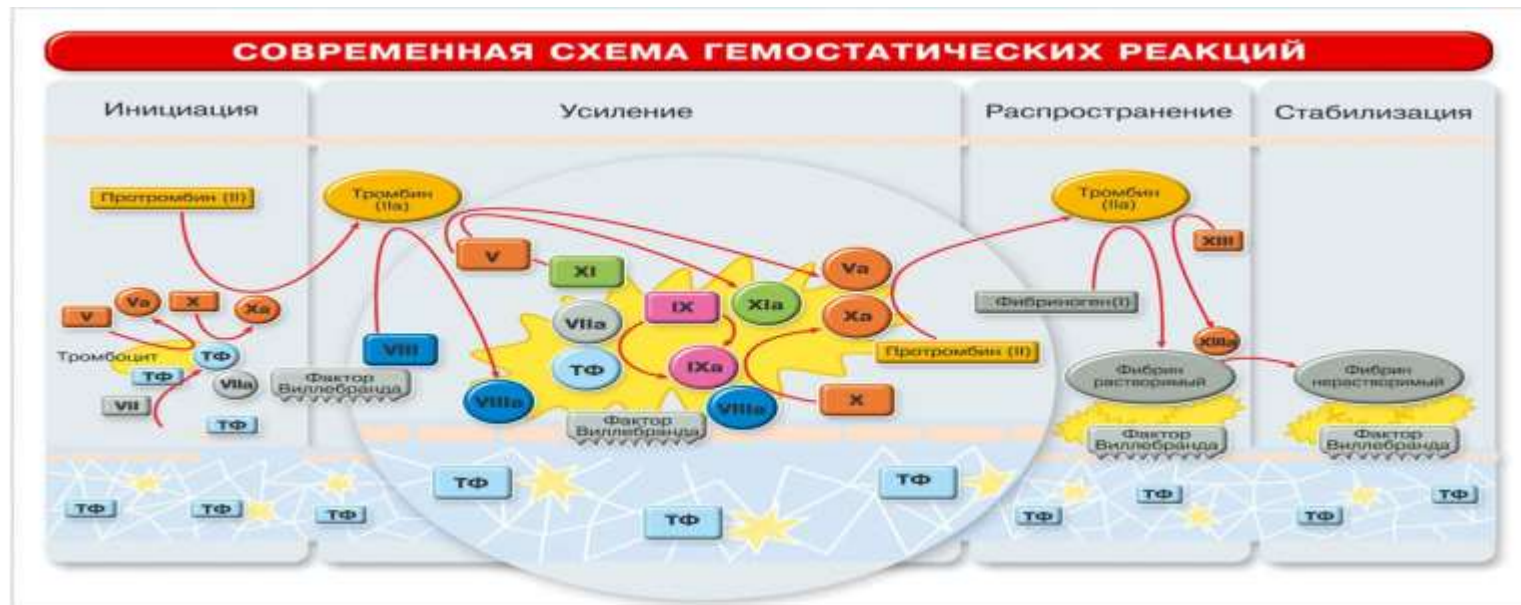 СОВРЕМЕННАЯ СХЕМА ГЕМОСТАТИЧЕСКИХ РЕАКЦИЙ
Инициация
Усиление
Распространение
Стабилизация
Протромбин (II)
V
Va
X
Xa
Тромбоцит
ТФ
ТФ
VIIa
VII
ТФ
ТФ
ТФ
Тромбин
(IIa)
V
XI
VIIa
IX
XIa
Va
Xa
VIII
ТФ
IXa
Протромбин (II)
Фактор
Виллебранда
VIIIa
VIIIa
X
Фактор
Виллебранда
ТФ
ТФ
ТФ
ТФ
Тромбин
(IIa)
XIII
Фибриноген(I)
XIIIa
Фибрин
растворимый
Фактор
Виллебранда
ТФ
ТФ
Фибрин
нерастворимый
Фактор
Виллебранда
ТФ
ТФ